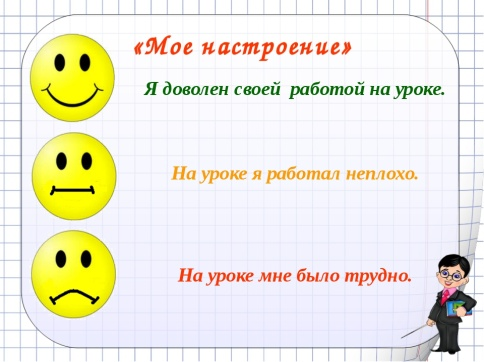 «Мое настроение»
Я доволен своей работой на уроке.
На уроке я работал неплохо.
На уроке мне было трудно.